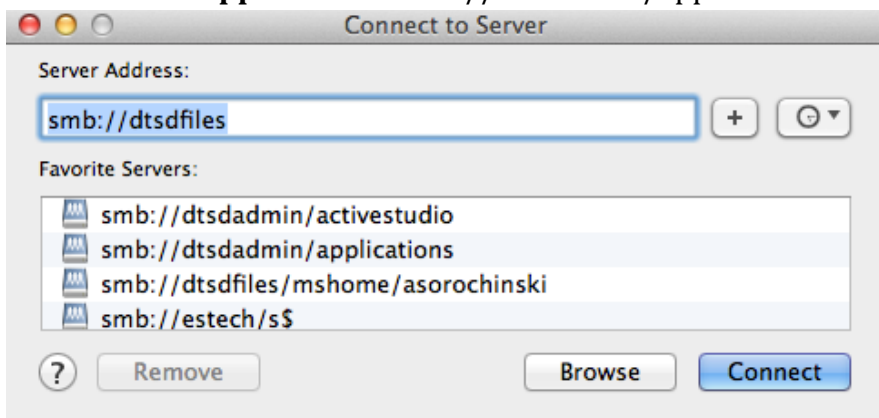 Connect to Server
Server Address:
smb://dtsdfiles
+
Favorite Servers:
smb://dtsdadmin/activestudio
smb://dtsdadmin/applications
smb://dtsdfiles/mshome/asorochinski
smb://estech/s$
? Remove Browse Connect